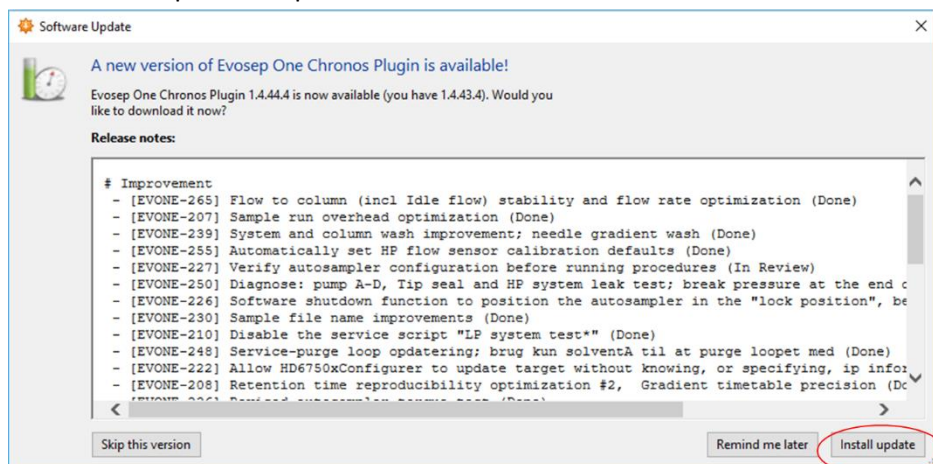 Software Update
A new version of Evosep One Chronos Plugin is available!
Evosep One Chronos Plugin 1.4.44.4 is now available (you have 1.4.43.4). Would you
like to download it now?
Release notes:
# Improvement
- [EVONE-265] Flow to column (incl Idle flow) stability and flow rate optimization (Done)
- [EVONE-207] Sample run overhead optimization (Done)
- [EVONE-239] System and column wash improvement; needle gradient wash (Done)
- [EVONE-255] Automatically set HP flow sensor calibration defaults (Done)
- [EVONE-227] Verify autosampler configuration before running procedures (In Review)
- [EVONE-250] Diagnose: pump A-D, Tip seal and HP system leak test; break pressure at the end
- [EVONE-226] Software shutdown function to position the autosampler in the "lock position", be
- [EVONE-230] Sample file name improvements (Done)
- [EVONE-210] Disable the service script "LP system test*" (Done)
- [EVONE-248] Service-purge loop opdatering; brug kun solventA til at purge loopet med (Done)
- [EVONE-222] Allow HD6750xConfigurer to update target without knowing, or specifying, ip infor
- [EVONE-208] Retention time reproducibility optimization #2, Gradient timetable precision (Do
Skip this version
Remind me later
Install update